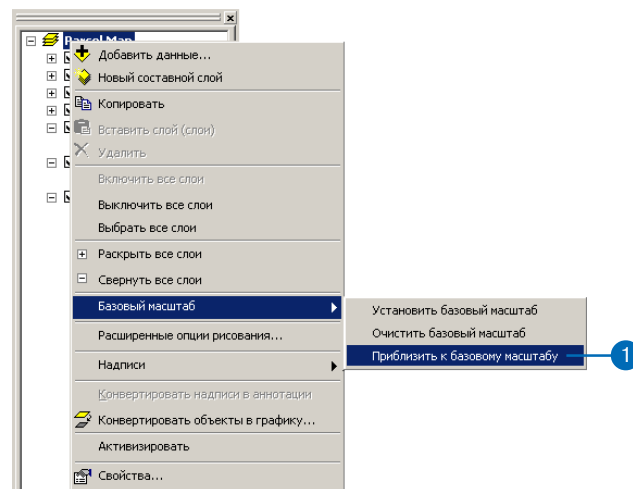 Parcel Map
Добавить данные...
Новый составной слой
Копировать
Вставить слой (слои)
Удалить
Включить все слои
Выключить все слои
Выбрать все слои
Раскрыть все слои
Свернуть все слои
Базовый масштаб
Установить базовый масштаб
Очистить базовый масштаб
Приблизить к базовому масштабу
1
Расширенные опции рисования...
Надписи
Конвертировать надписи в аннотации
Конвертировать объекты в графику...
Активизировать
Свойства...